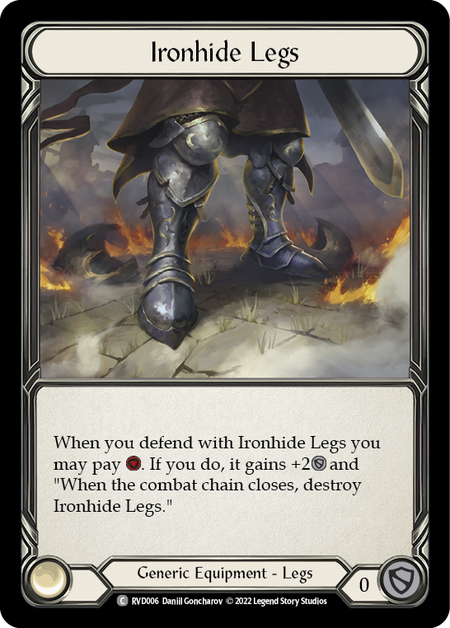 Ironhide Legs
When you defend with Ironhide Legs you
may pay . If you do, it gains +2 and
"When the combat chain closes, destroy
Ironhide Legs."
Generic Equipment - Legs
0
C RVD006 Daniil Goncharov © 2022 Legend Story Studios